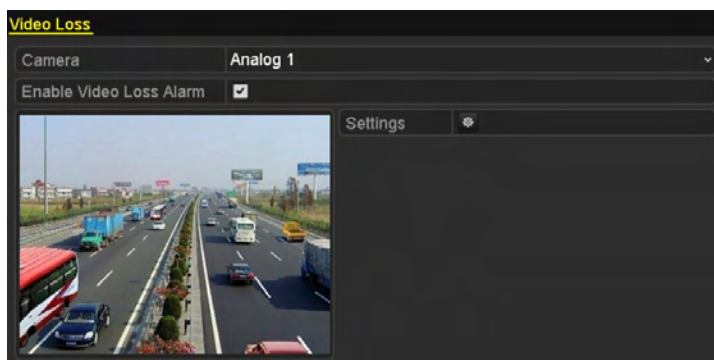 Video Loss
Camera Analog 1
Enable Video Loss Alarm
Settings